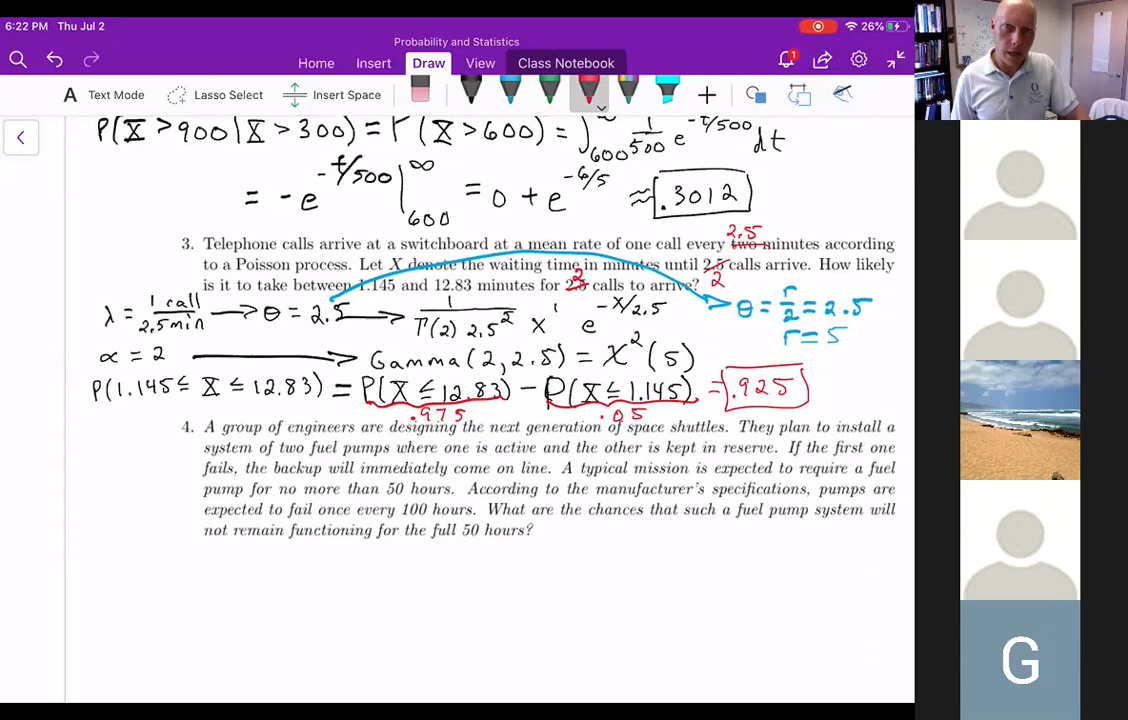 6:22 PM Thu Jul 2
26%
Probability and Statistics
Home Insert Draw View Class Notebook
1
A Text Mode Lasso Select Insert Space
P(X > 900 | X > 300) = P(X > 600) = ∫_600^∞ 1/500 e^(-t/500) dt
= -e^(-t/500) |_600^∞ = 0 + e^(-6/5) ≈ .3012
2.5
3. Telephone calls arrive at a switchboard at a mean rate of one call every two minutes according
to a Poisson process. Let X denote the waiting time in minutes until 2.5 calls arrive. How likely
2 2
is it to take between 1.145 and 12.83 minutes for 2.5 calls to arrive?
λ = 1 call/2.5 min → θ = 2.5 → 1/(Γ(2) 2.5^2) x^1 e^(-x/2.5)
θ = r/2 = 2.5
r = 5
α = 2 → Gamma(2, 2.5) = X^2(5)
P(1.145 ≤ X ≤ 12.83) = P(X ≤ 12.83) - P(X ≤ 1.145) = .925
.975 .05
4. A group of engineers are designing the next generation of space shuttles. They plan to install a
system of two fuel pumps where one is active and the other is kept in reserve. If the first one
fails, the backup will immediately come on line. A typical mission is expected to require a fuel
pump for no more than 50 hours. According to the manufacturer's specifications, pumps are
expected to fail once every 100 hours. What are the chances that such a fuel pump system will
not remain functioning for the full 50 hours?
G